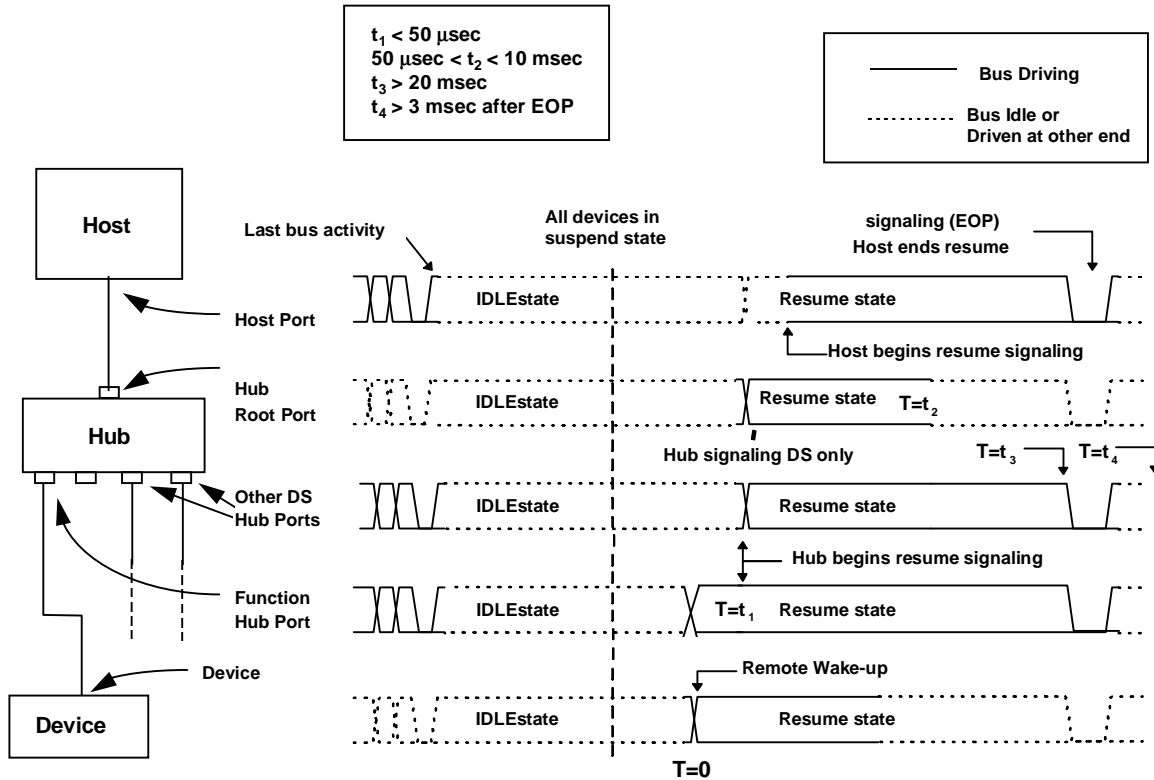 t1 < 50 μsec
50 μsec < t2 < 10 msec
t3 > 20 msec
t4 > 3 msec after EOP
Bus Driving
Bus Idle or
Driven at other end
Host
Last bus activity
All devices in
suspend state
signaling (EOP)
Host ends resume
IDLEstate
Resume state
Host Port
Host begins resume signaling
Hub
Root Port
IDLEstate
Resume state
T=t2
Hub
Hub signaling DS only
T=t3
T=t4
Other DS
Hub Ports
IDLEstate
Resume state
Hub begins resume signaling
Function
Hub Port
IDLEstate
T=t1
Resume state
Device
Remote Wake-up
Device
IDLEstate
Resume state
T=0